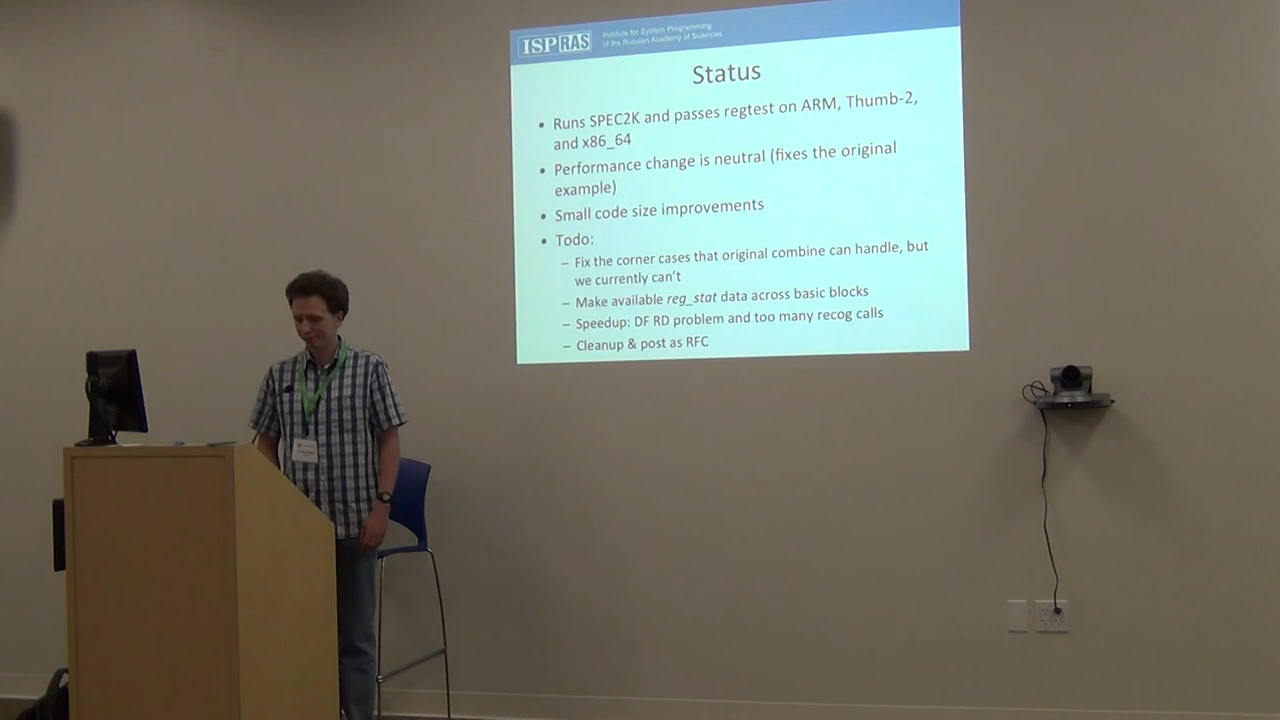 ISPRAS
Institute for System Programming
of the Russian Academy of Sciences
Status
• Runs SPEC2K and passes regtest on ARM, Thumb-2,
and x86_64
• Performance change is neutral (fixes the original
example)
• Small code size improvements
• Todo:
– Fix the corner cases that original combine can handle, but
we currently can't
– Make available reg_stat data across basic blocks
– Speedup: DF RD problem and too many recog calls
– Cleanup & post as RFC